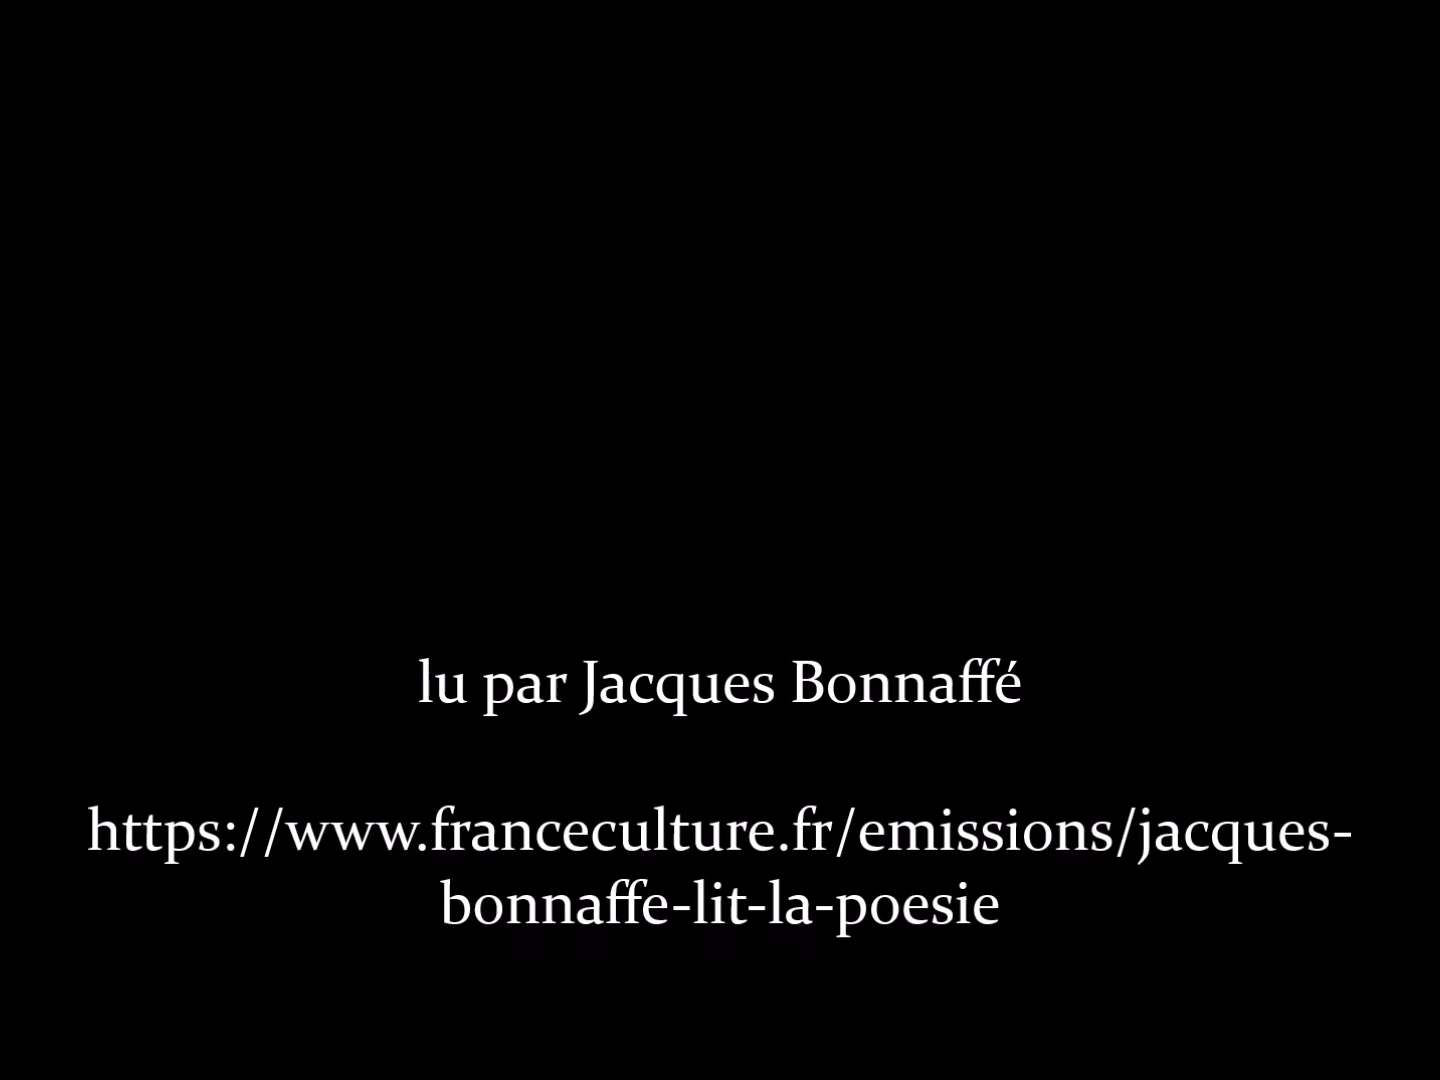 lu par Jacques Bonnaffé
https://www.franceculture.fr/emissions/jacques-
bonnaffe-lit-la-poesie